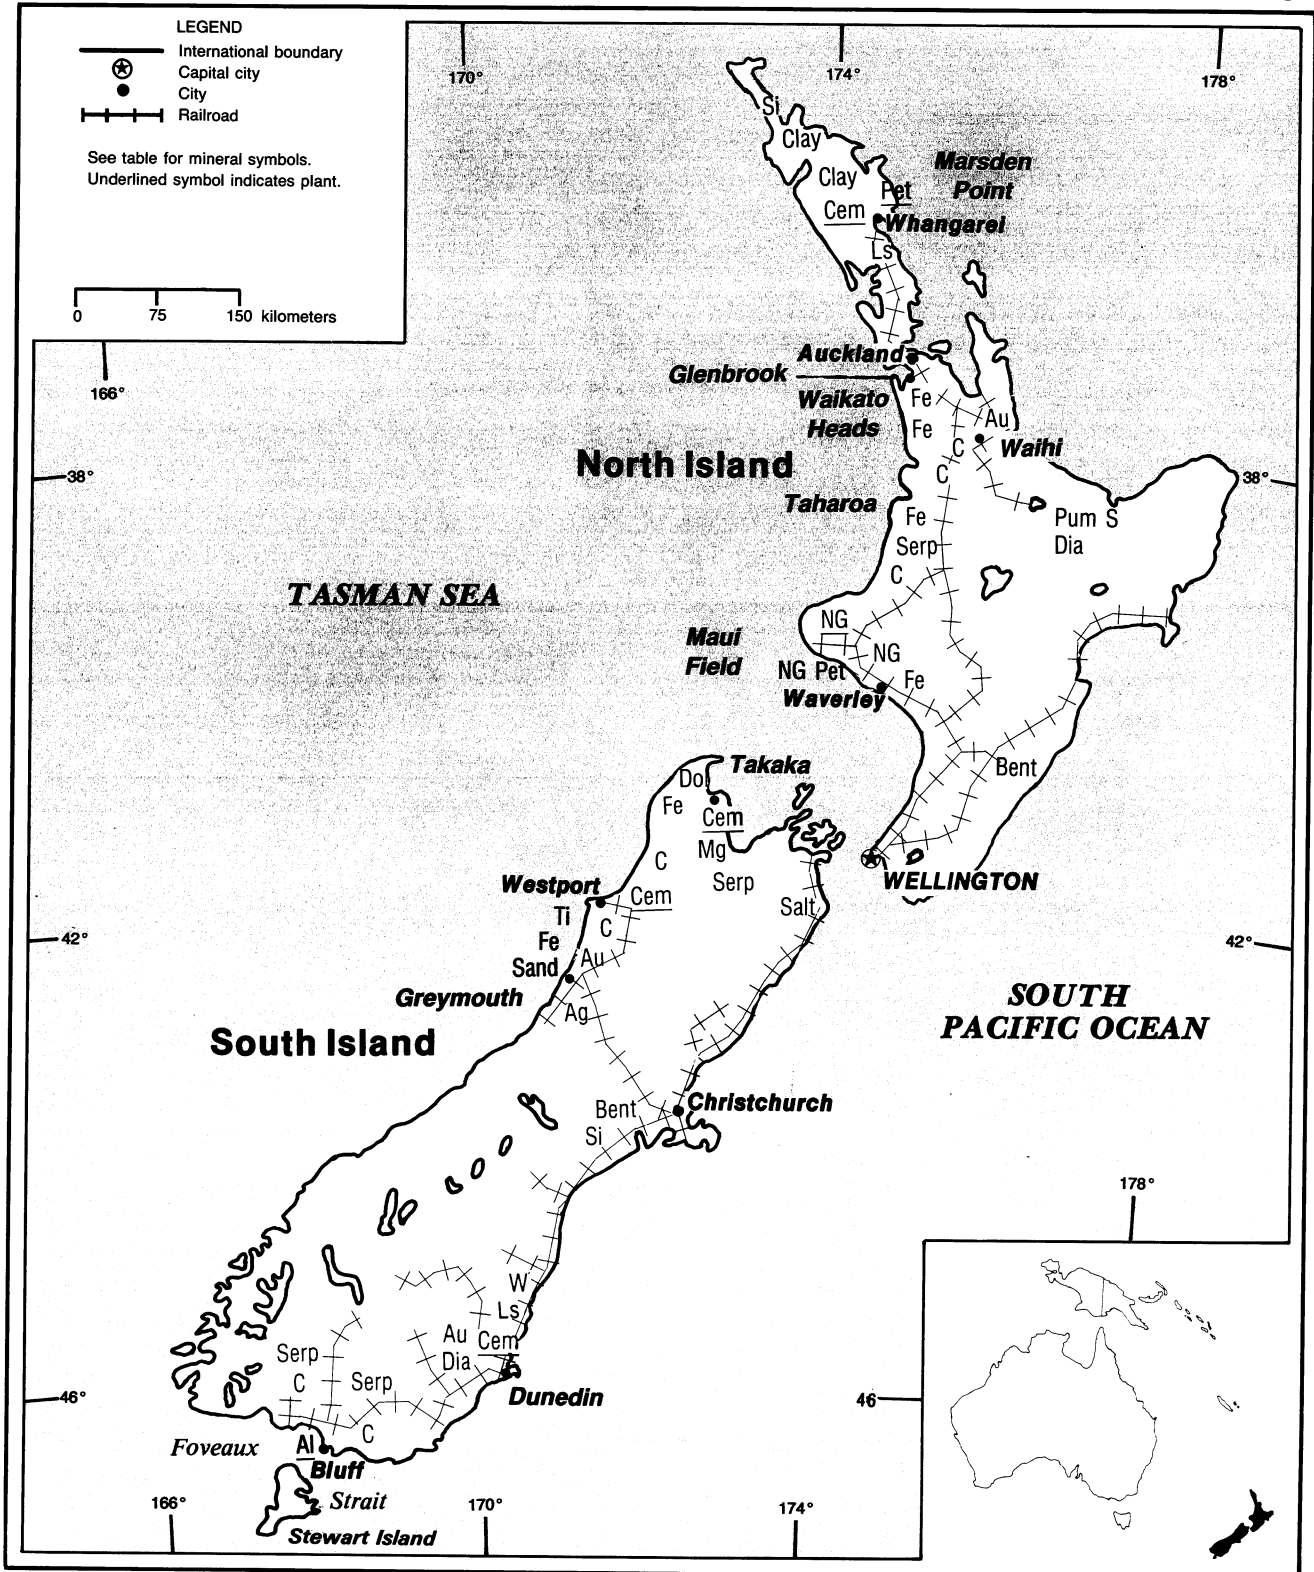 LEGEND
International boundary
Capital city
City
Railroad
See table for mineral symbols.
Underlined symbol indicates plant.
0 75 150 kilometers
170°
174°
178°
166°
Si
Clay
Marsden
Point
Clay
Pet
Cem
Whangarei
Ls
Auckland
Glenbrook
Waikato
Heads
Fe
Fe
Au
C
Waihi
North Island
38°
C
38°
Taharoa
Fe
Pum S
Dia
Serp
C
TASMAN SEA
NG
Maui
Field
NG
NG Pet
Fe
Waverley
Bent
Takaka
Do
Fe
Cem
Mg
C
Serp
WELLINGTON
Westport
Cem
Salt
Ti
C
Fe
42°
42°
Au
Sand
Greymouth
Ag
SOUTH
PACIFIC OCEAN
South Island
Bent
Christchurch
Si
178°
W
Ls
Au
Cem
Dia
Serp
C
Serp
Dunedin
46°
46
C
Foveaux
Al
Bluff
Strait
Stewart Island
166°
170°
174°